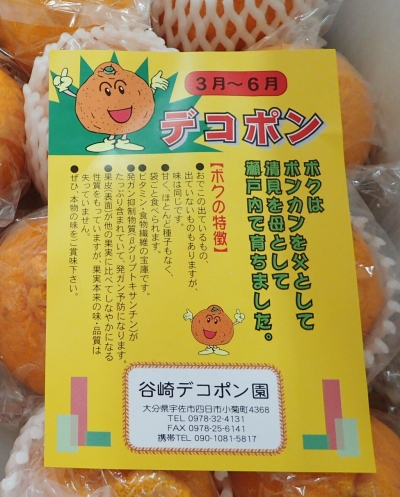 3月〜6月
デコポン
ボクは
ポンカンを父として
清見を母として
瀬戸内で育ちました。
【ボクの特徴】
●おでこの出ているもの、
出ていないものもありますが、
味は同じです。
●甘く、ほとんど種子もなく、
袋ごと食べられます。
●ビタミン・食物繊維の宝庫です。
●発ガン抑制物質(βグリプトキサンチン)が
たっぷり含まれていて、発ガン予防になります。
●果皮(表面)が他の果実に比べてしなやかになる
性質をもっていますが、果実本来の味・品質は
失っていません。
●ぜひ、本物の味をご賞味下さい。
谷崎デコポン園
大分県宇佐市四日市小菊町4368
TEL 0978-32-4131
FAX 0978-25-6141
携帯TEL 090-1081-5817